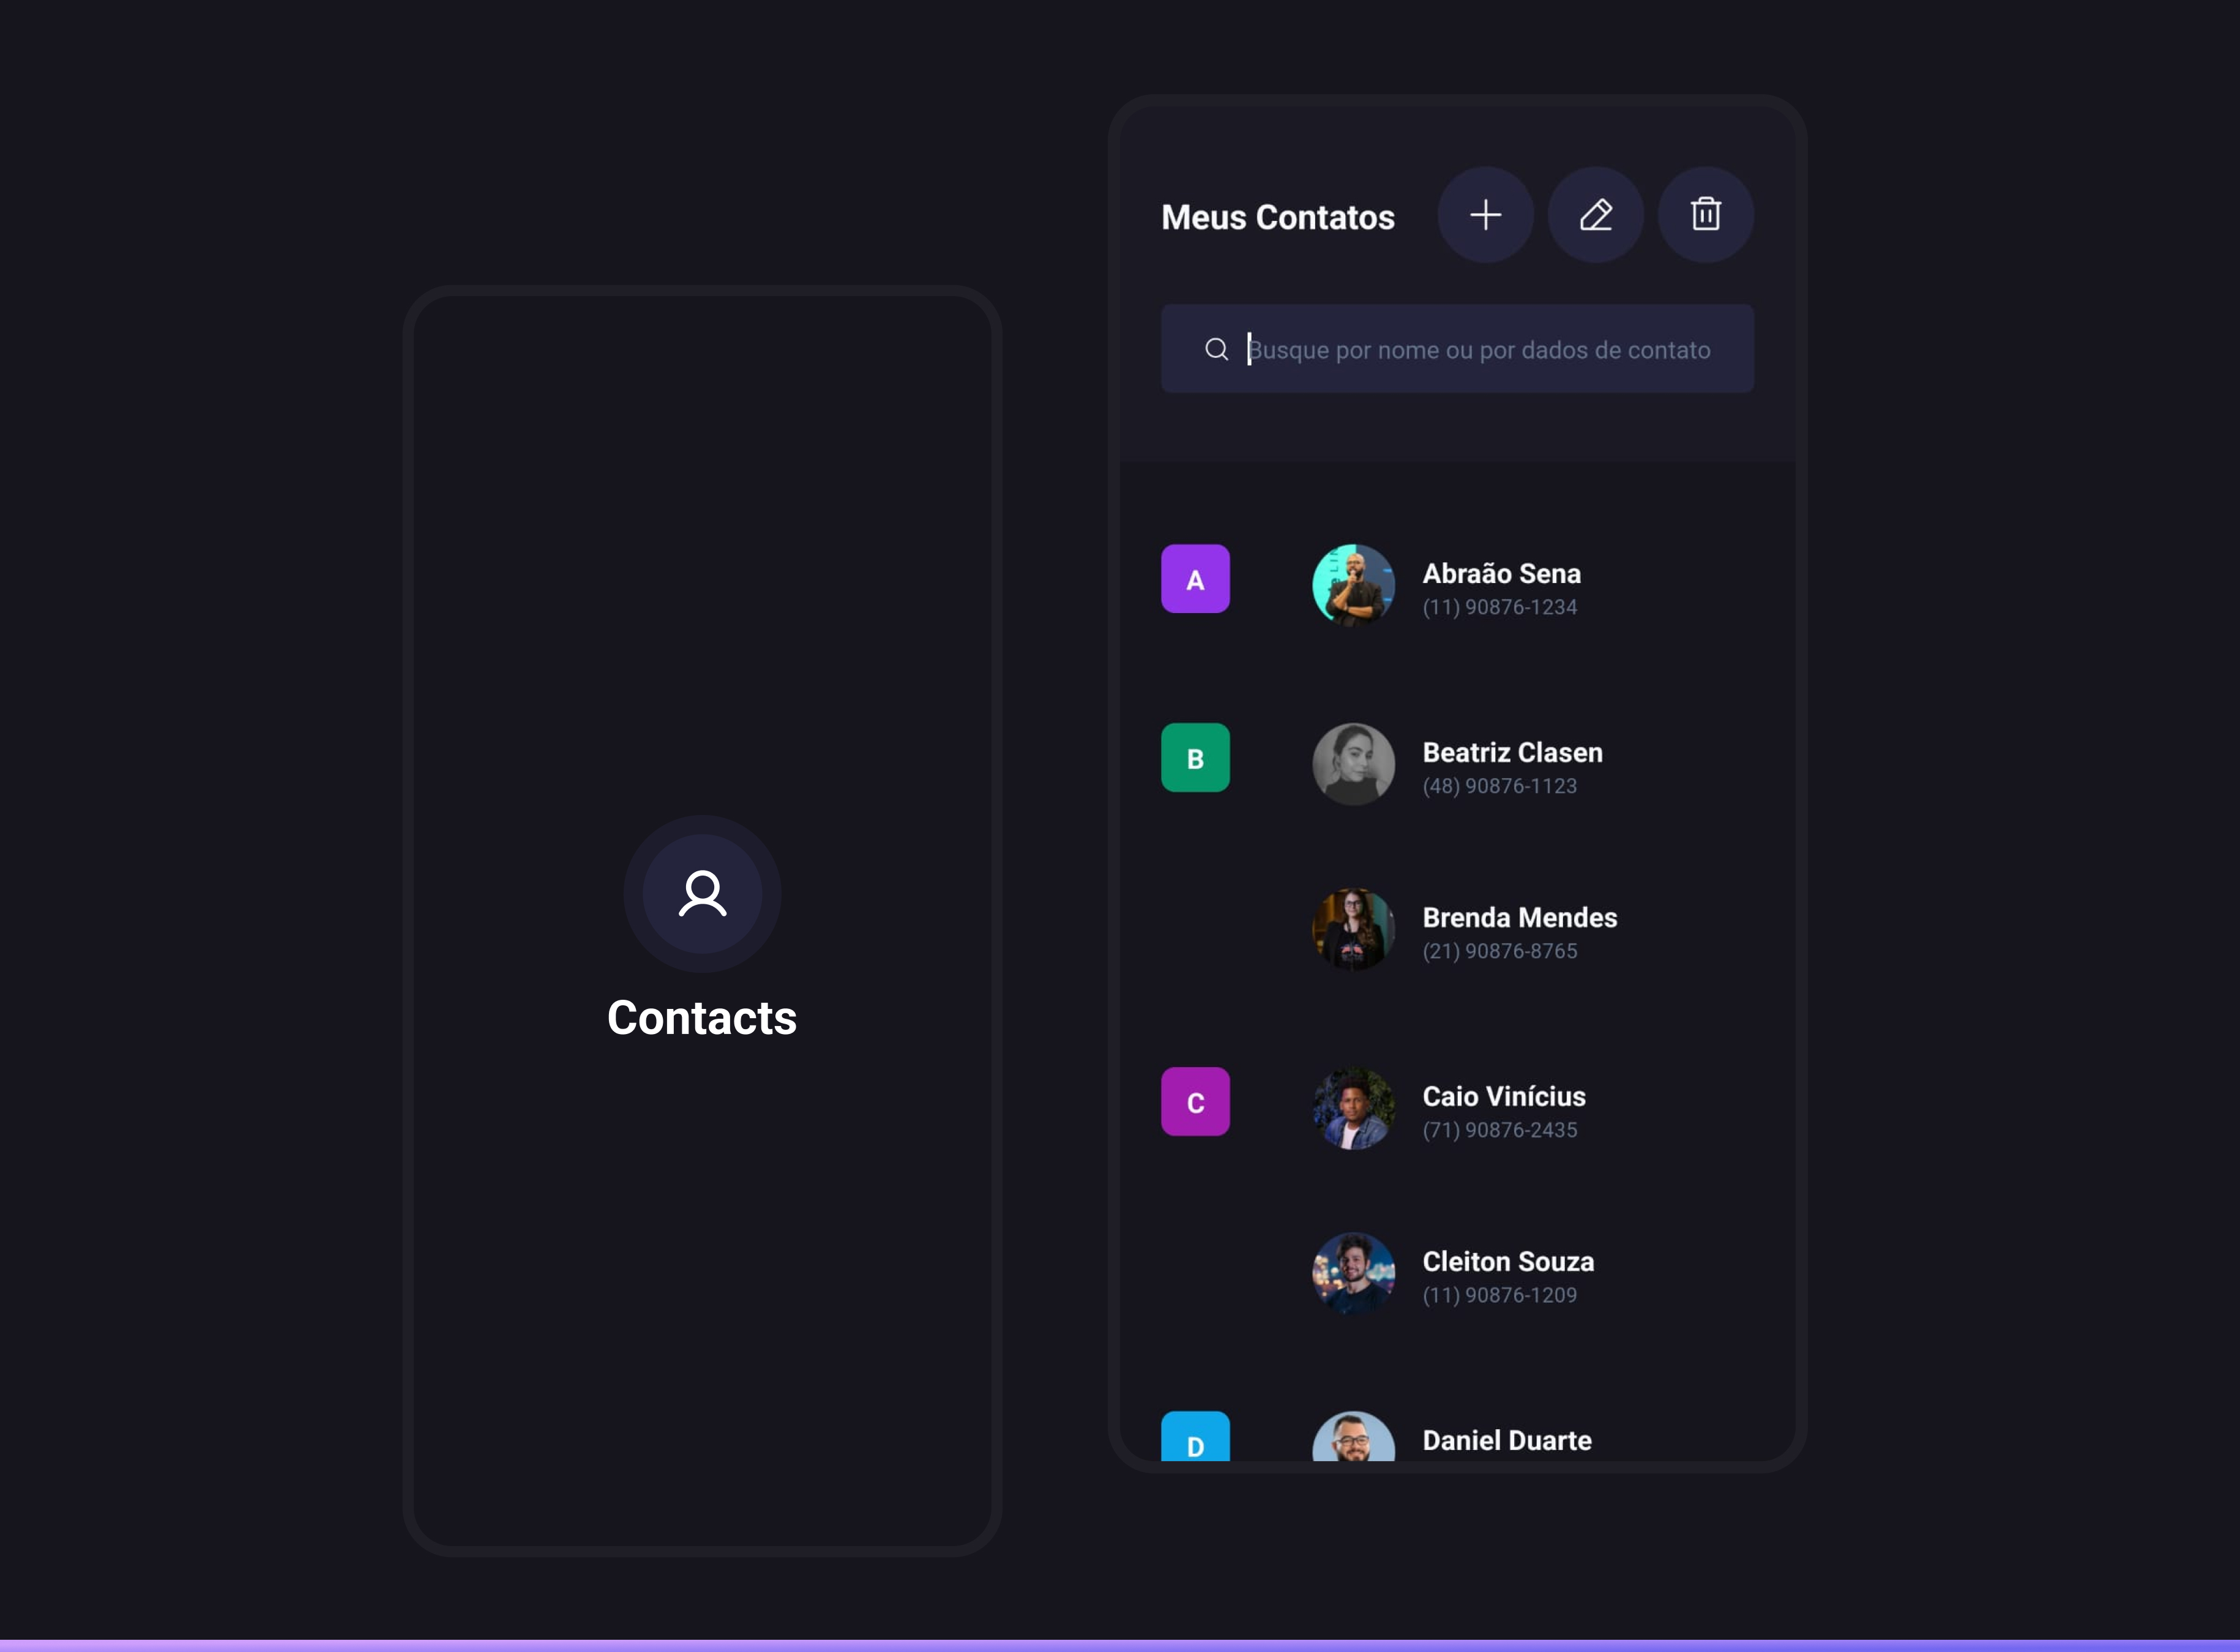 Contacts
Meus Contatos
Busque por nome ou por dados de contato
A
Abraão Sena
(11) 90876-1234
B
Beatriz Clasen
(48) 90876-1123
Brenda Mendes
(21) 90876-8765
C
Caio Vinícius
(71) 90876-2435
Cleiton Souza
(11) 90876-1209
D
Daniel Duarte